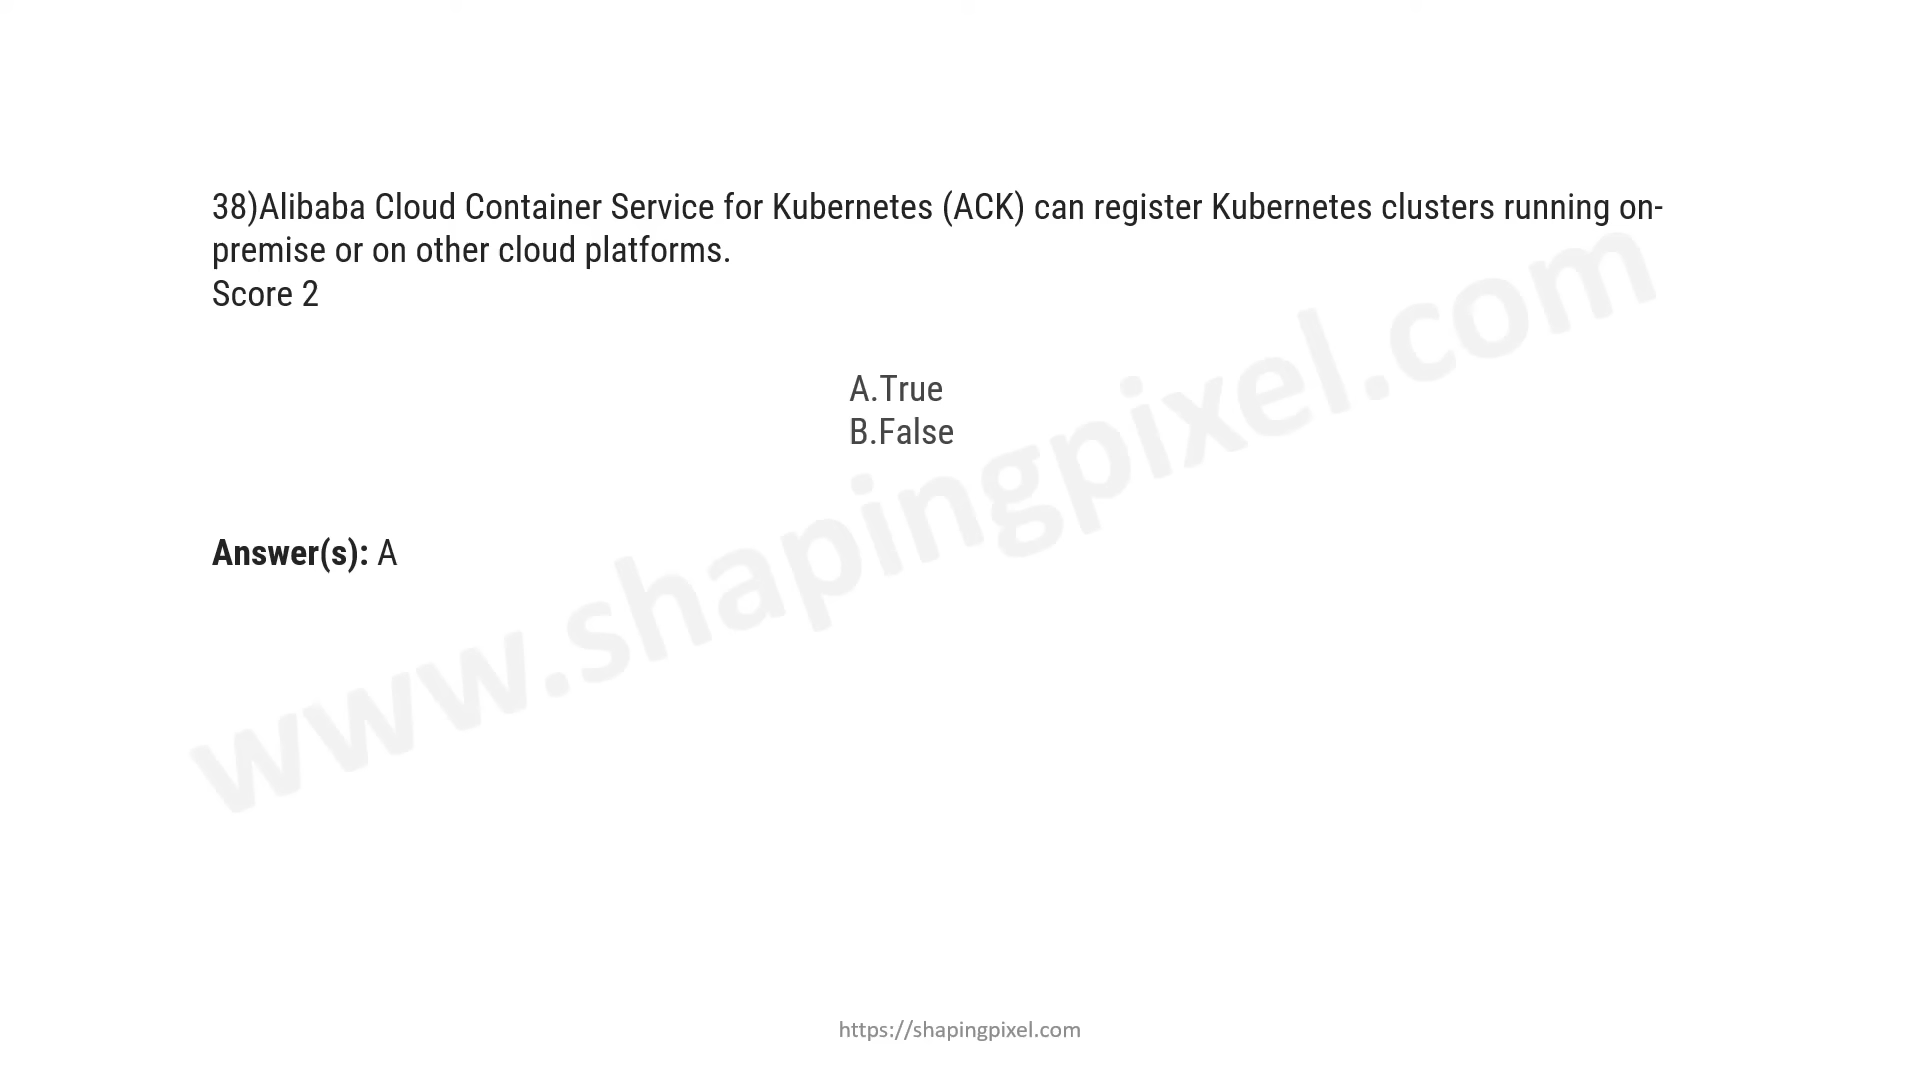 38)Alibaba Cloud Container Service for Kubernetes (ACK) can register Kubernetes clusters running on-
premise or on other cloud platforms.
Score 2
A.True
B.False
Answer(s): A
www.shapingpixel.com
https://shapingpixel.com